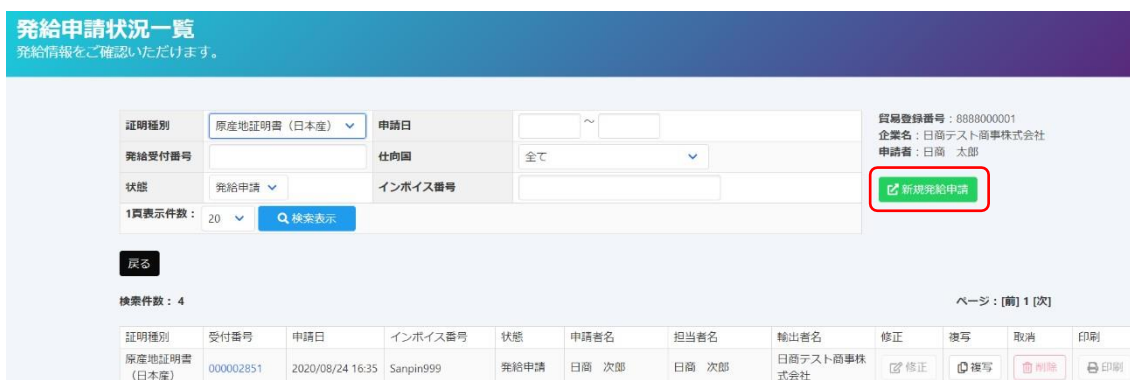 発給申請状況一覧
発給情報をご確認いただけます。
証明種別 原産地証明書（日本産） 申請日 ～
発給受付番号 仕向国 全て
状態 発給申請 インボイス番号
1頁表示件数： 20 検索表示
貿易登録番号：8888000001
企業名：日商テスト商事株式会社
申請者：日商 太郎
新規発給申請
戻る
検索件数： 4 ページ：[前] 1 [次]
証明種別 受付番号 申請日 インボイス番号 状態 申請者名 担当者名 輸出者名 修正 複写 取消 印刷
原産地証明書（日本産） 000002851 2020/08/24 16:35 Sanpin999 発給申請 日商 次郎 日商 次郎 日商テスト商事株式会社 修正 複写 削除 印刷